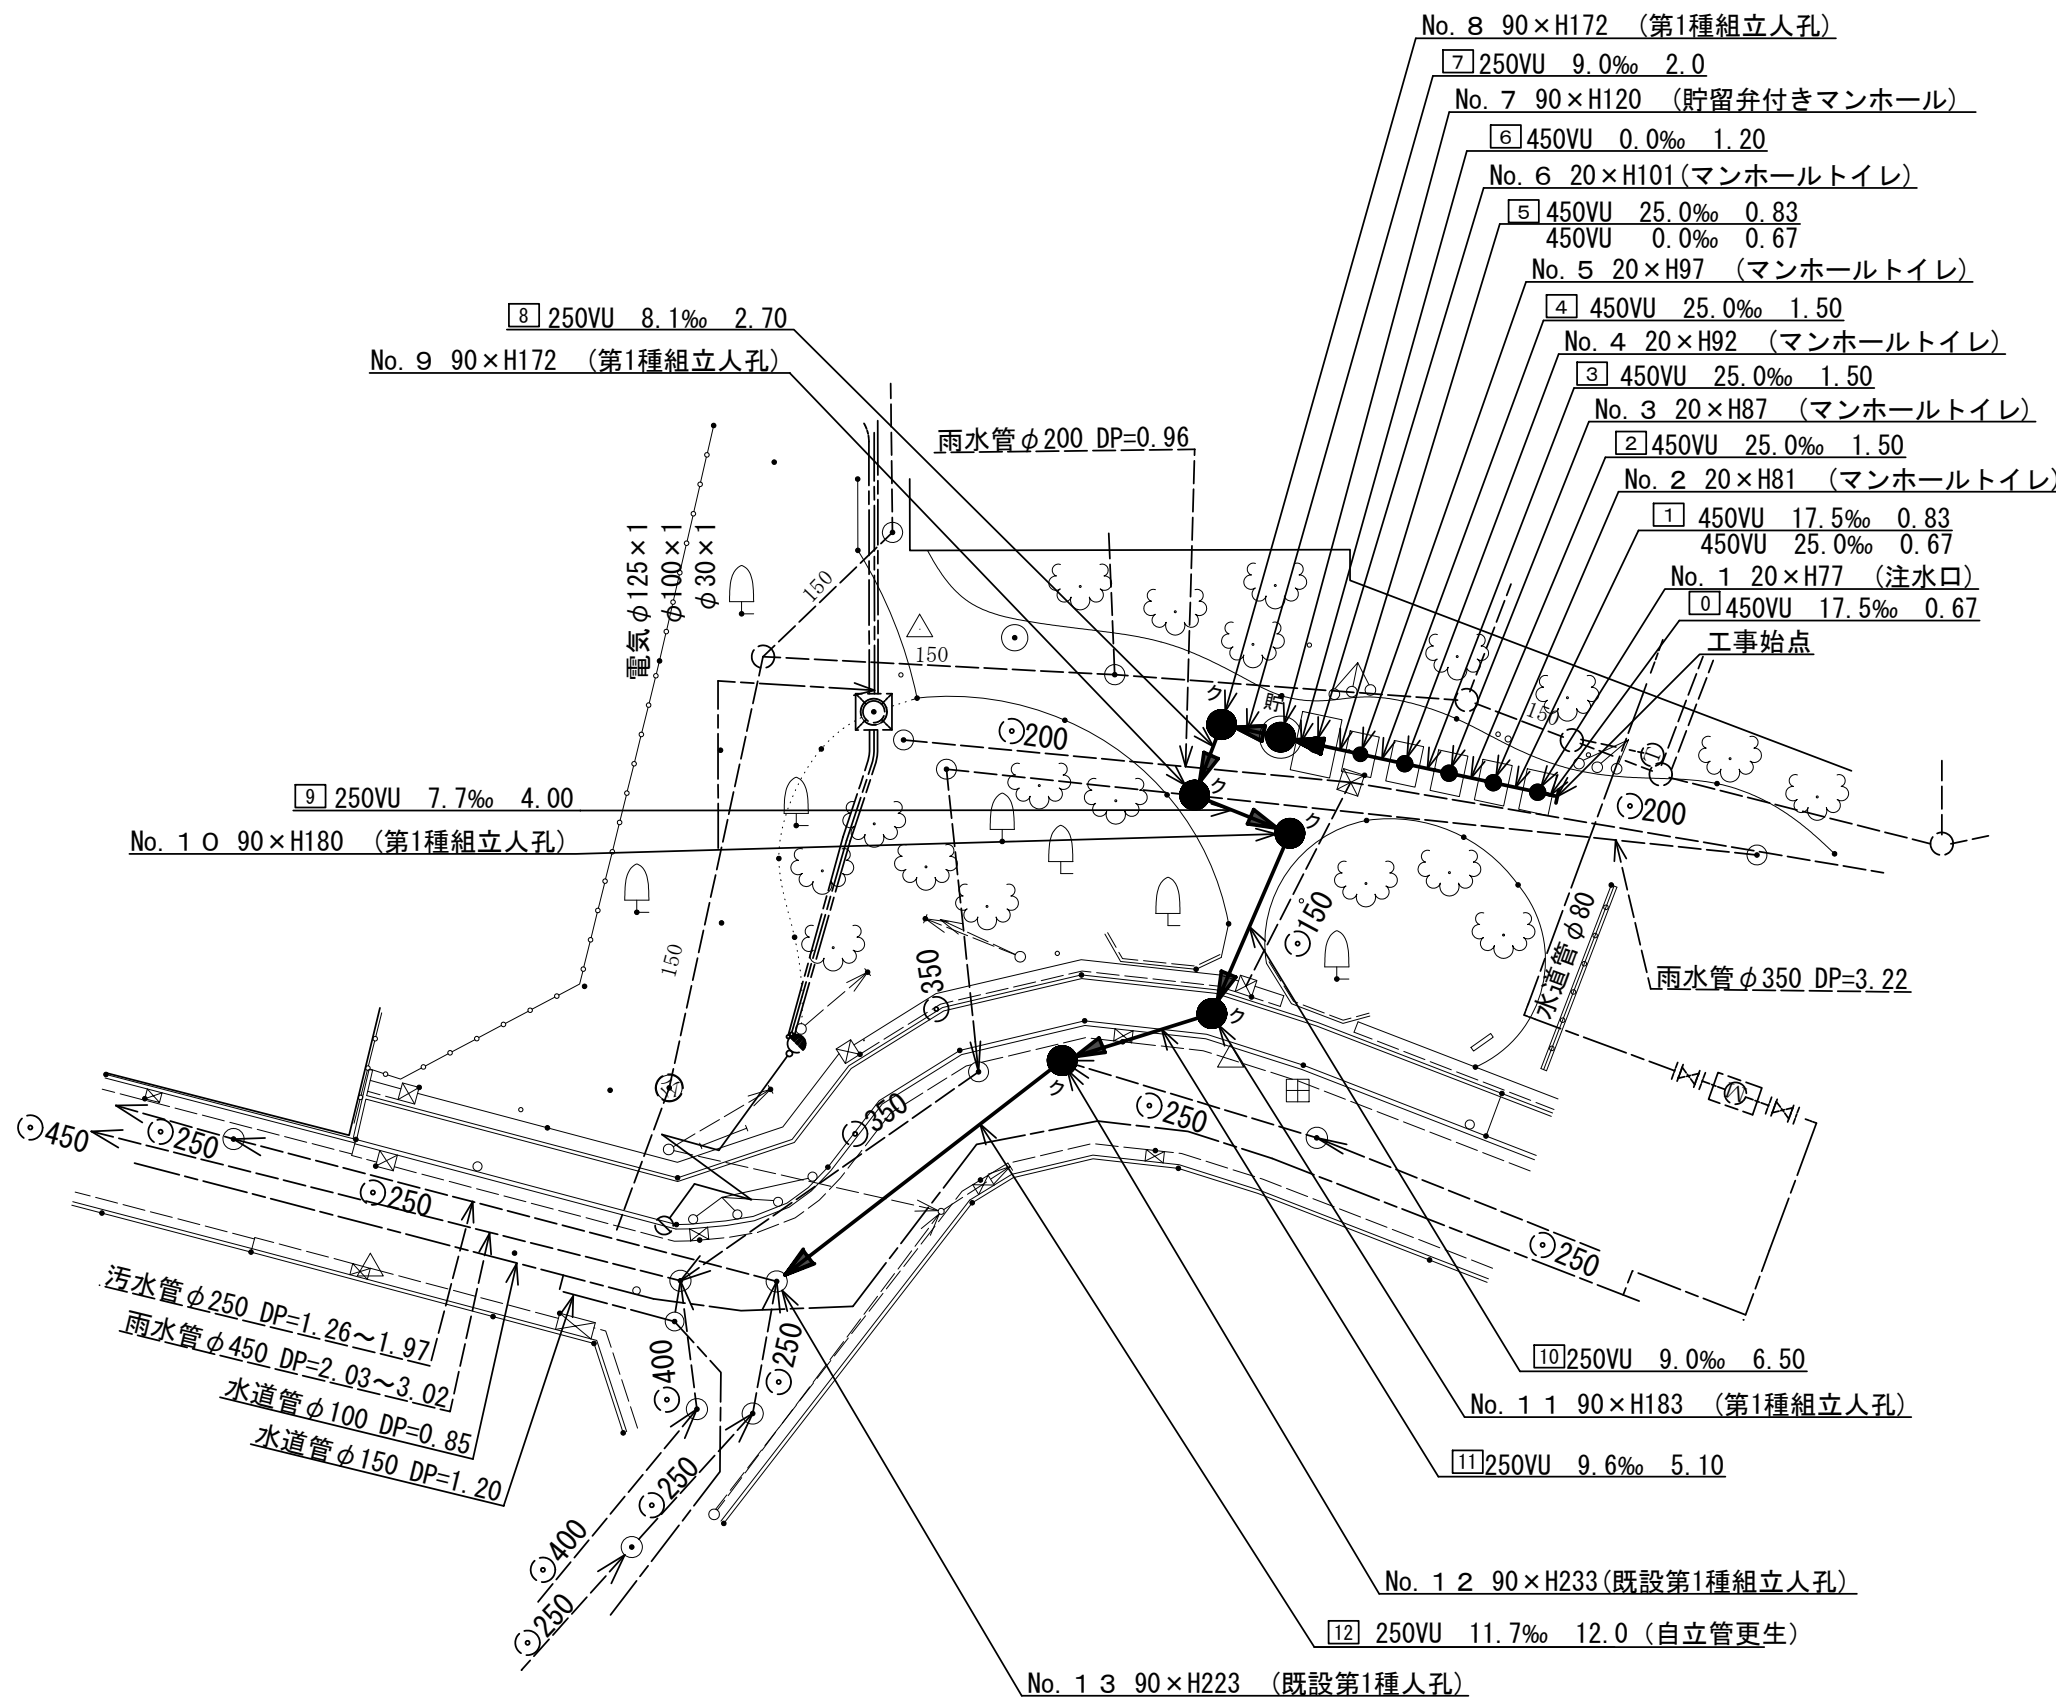 No.８ 90×H172 （第1種組立人孔）
7 250VU 9.0‰ 2.0
No.７ 90×H120 （貯留弁付きマンホール）
6 450VU 0.0‰ 1.20
No.６ 20×H101(マンホールトイレ)
5 450VU 25.0‰ 0.83
450VU 0.0‰ 0.67
No.５ 20×H97 （マンホールトイレ）
4 450VU 25.0‰ 1.50
No.４ 20×H92 （マンホールトイレ）
3 450VU 25.0‰ 1.50
No.３ 20×H87 （マンホールトイレ）
2 450VU 25.0‰ 1.50
No.２ 20×H81 （マンホールトイレ）
1 450VU 17.5‰ 0.83
450VU 25.0‰ 0.67
No.１ 20×H77 （注水口）
0 450VU 17.5‰ 0.67
工事始点
8 250VU 8.1‰ 2.70
No.９ 90×H172 （第1種組立人孔）
雨水管φ200 DP=0.96
電気φ125×1
φ100×1
φ30×1
150
150
150
150
ク
貯
ク
ク
ク
ク
200
200
9 250VU 7.7‰ 4.00
No.１０ 90×H180 （第1種組立人孔）
150
350
350
水道管φ80
雨水管φ350 DP=3.22
450
250
250
250
250
汚水管φ250 DP=1.26～1.97
雨水管φ450 DP=2.03～3.02
水道管φ100 DP=0.85
水道管φ150 DP=1.20
400
250
250
400
250
10 250VU 9.0‰ 6.50
No.１１ 90×H183 （第1種組立人孔）
11 250VU 9.6‰ 5.10
No.１２ 90×H233(既設第1種組立人孔)
12 250VU 11.7‰ 12.0 (自立管更生)
No.１３ 90×H223 （既設第1種人孔）